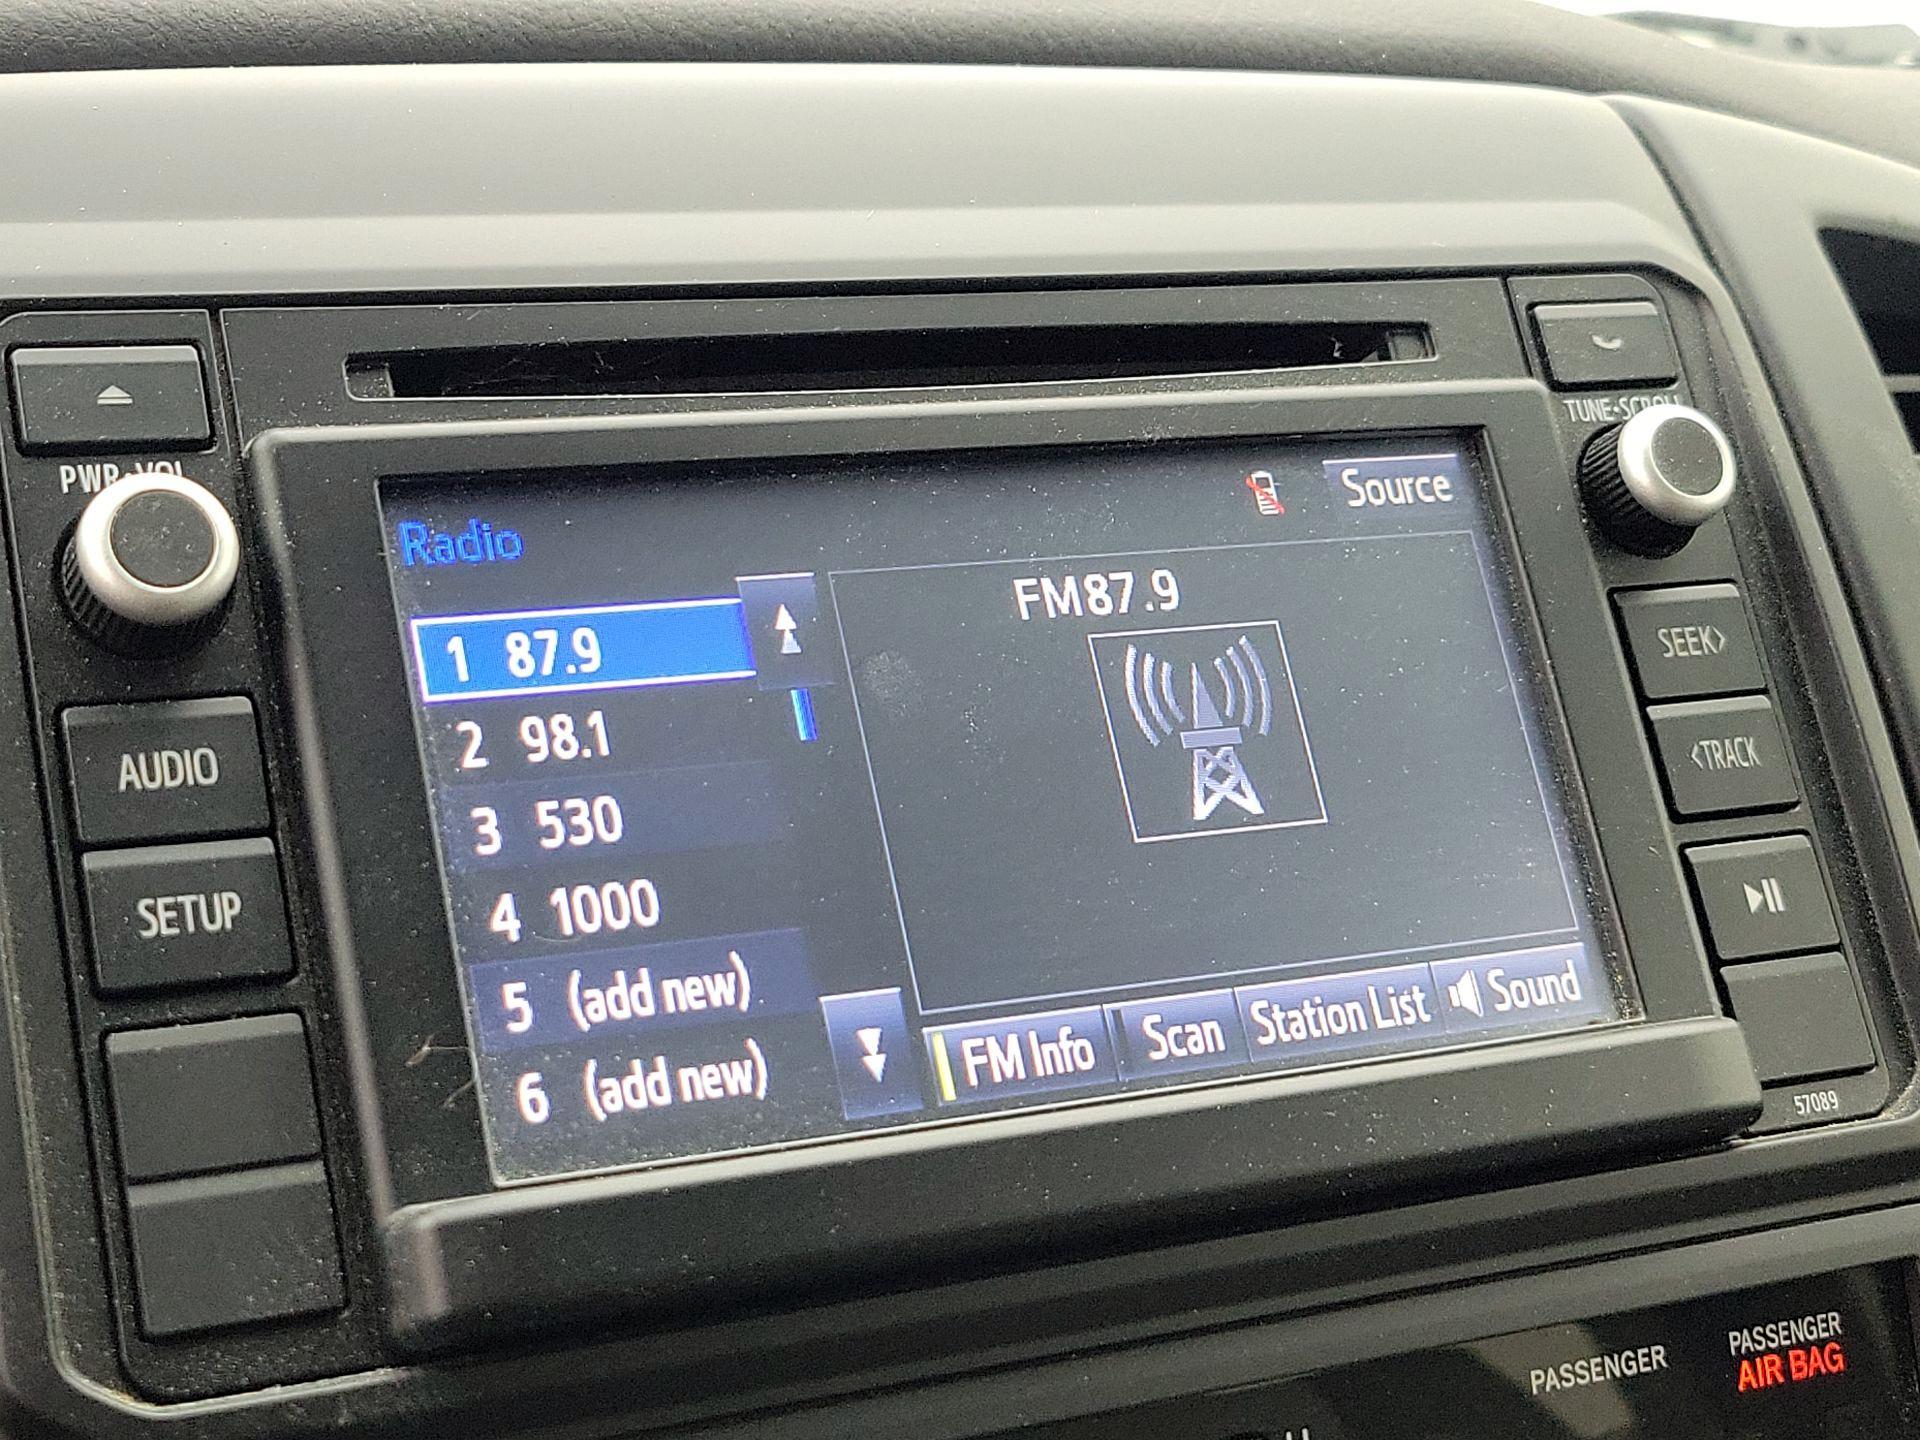 PWR•VOL
TUNE•SCROLL
Radio
Source
FM87.9
1 87.9
2 98.1
3 530
4 1000
5 (add new)
6 (add new)
FM Info
Scan
Station List
Sound
AUDIO
SETUP
SEEK>
<TRACK
57089
PASSENGER
PASSENGER
AIR BAG